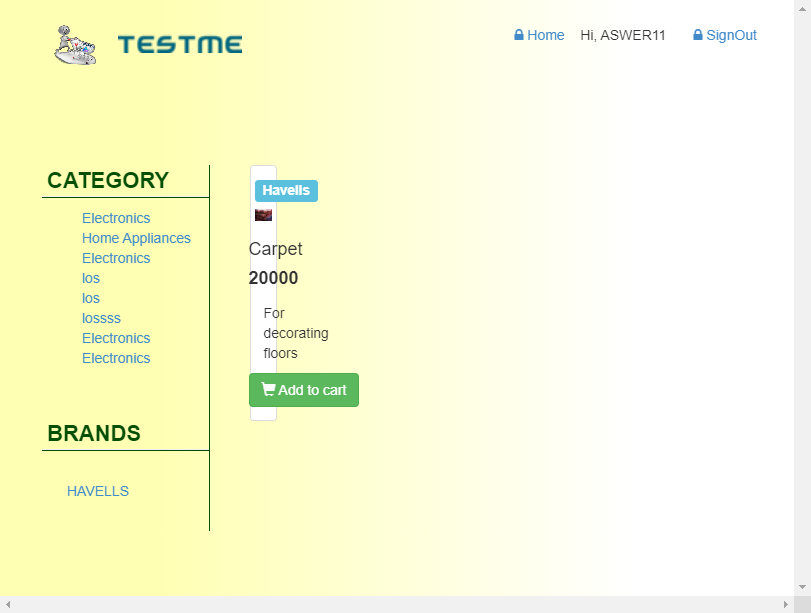 TESTME
Home Hi, ASWER11 SignOut
CATEGORY
Electronics
Home Appliances
Electronics
Ios
Ios
Iossss
Electronics
Electronics
BRANDS
HAVELLS
Havells
Carpet
20000
For
decorating
floors
Add to cart